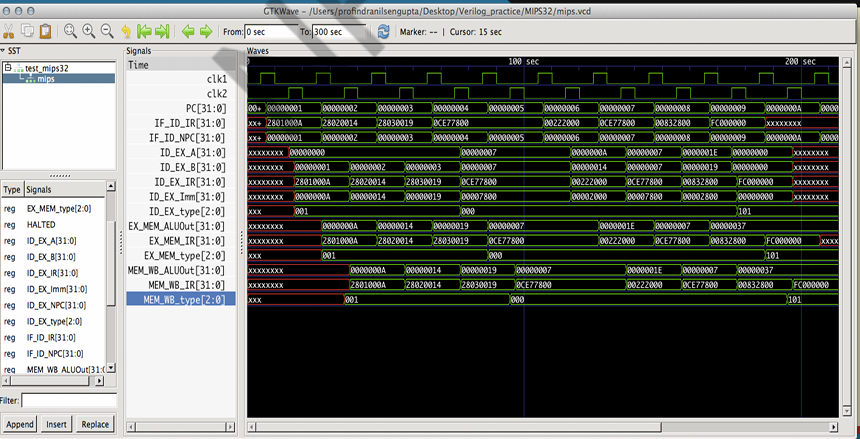 GTKWave - /Users/profindranilsengupta/Desktop/Verilog_practice/MIPS32/mips.vcd
From: 0 sec To: 300 sec Marker: -- | Cursor: 15 sec
SST
test_mips32
mips
Type Signals
reg EX_MEM_type[2:0]
reg HALTED
reg ID_EX_A[31:0]
reg ID_EX_B[31:0]
reg ID_EX_IR[31:0]
reg ID_EX_Imm[31:0]
reg ID_EX_NPC[31:0]
reg ID_EX_type[2:0]
reg IF_ID_IR[31:0]
reg IF_ID_NPC[31:0]
reg MEM_WB_ALUOut[31:0
Filter:
Append Insert Replace
Signals
Time
clk1
clk2
PC[31:0]
IF_ID_IR[31:0]
IF_ID_NPC[31:0]
ID_EX_A[31:0]
ID_EX_B[31:0]
ID_EX_IR[31:0]
ID_EX_Imm[31:0]
ID_EX_type[2:0]
EX_MEM_ALUOut[31:0]
EX_MEM_IR[31:0]
EX_MEM_type[2:0]
MEM_WB_ALUOut[31:0]
MEM_WB_IR[31:0]
MEM_WB_type[2:0]
Waves
100 sec 200 sec
00+ 00000001 00000002 00000003 00000004 00000005 00000006 00000007 00000008 00000009 0000000A 0000
xx+ 2801000A 28020014 28030019 0CE77800 00222000 0CE77800 00832800 FC000000 xxxxxxxx
xx+ 00000001 00000002 00000003 00000004 00000005 00000006 00000007 00000008 00000009 0000000A 0000
xxxxxxxx 00000000 00000007 0000000A 00000007 0000001E 00000000 xxxxxxxx
xxxxxxxx 00000001 00000002 00000003 00000007 00000014 00000007 00000019 00000000 xxxxxxxx
xxxxxxxx 2801000A 28020014 28030019 0CE77800 00222000 0CE77800 00832800 FC000000 xxxxxxxx
xxxxxxxx 0000000A 00000014 00000019 00007800 00002000 00007800 00002800 00000000 xxxxxxxx
xxx 001 000 101
xxxxxxxx 0000000A 00000014 00000019 00000007 0000001E 00000007 00000037
xxxxxxxx 2801000A 28020014 28030019 0CE77800 00222000 0CE77800 00832800 FC000000 xxxx
xxx 001 000 101
xxxxxxxx 0000000A 00000014 00000019 00000007 0000001E 00000007 00000037
xxxxxxxx 2801000A 28020014 28030019 0CE77800 00222000 0CE77800 00832800 FC000000
xxx 001 000 101